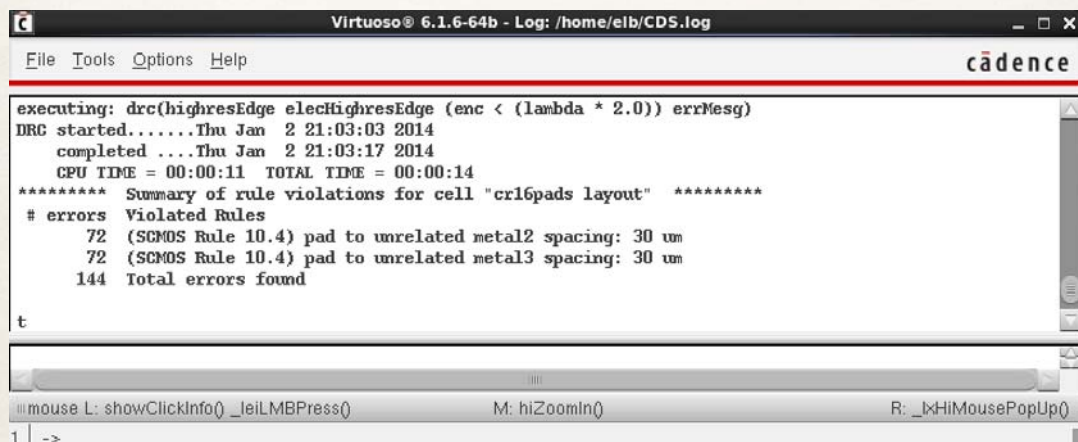 Virtuoso® 6.1.6-64b - Log: /home/elb/CDS.log
File Tools Options Help
cādence
executing: drc(highresEdge elecHighresEdge (enc < (lambda * 2.0)) errMesg)
DRC started.......Thu Jan  2 21:03:03 2014
completed ....Thu Jan  2 21:03:17 2014
CPU TIME = 00:00:11  TOTAL TIME = 00:00:14
*********  Summary of rule violations for cell "cr16pads layout"  *********
# errors  Violated Rules
72  (SCMOS Rule 10.4) pad to unrelated metal2 spacing: 30 um
72  (SCMOS Rule 10.4) pad to unrelated metal3 spacing: 30 um
144  Total errors found
t
mouse L: showClickInfo() _leiLMBPress() M: hiZoomIn() R: _lxHiMousePopUp()
1 ->